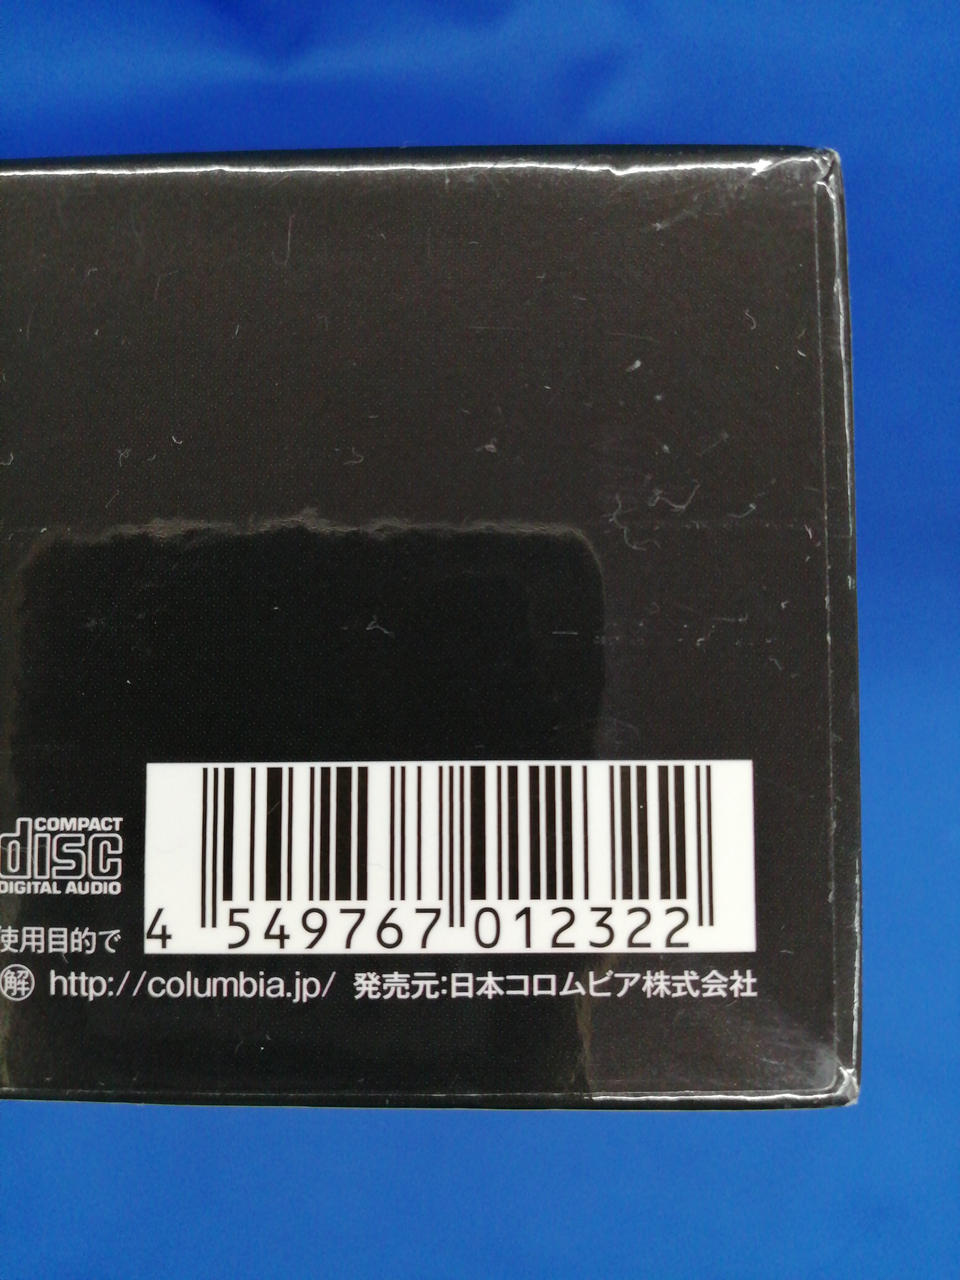 COMPACT
disc
DIGITAL AUDIO
4 549767 012322
使用目的で
解 http://columbia.jp/ 発売元:日本コロムビア株式会社